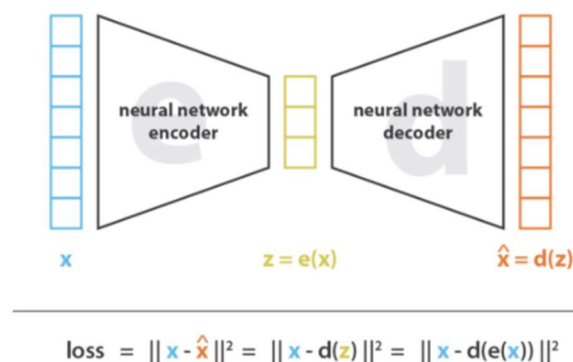 e
neural network
encoder
d
neural network
decoder
x
z = e(x)
x̂ = d(z)
loss = || x - x̂ ||² = || x - d(z) ||² = || x - d(e(x)) ||²